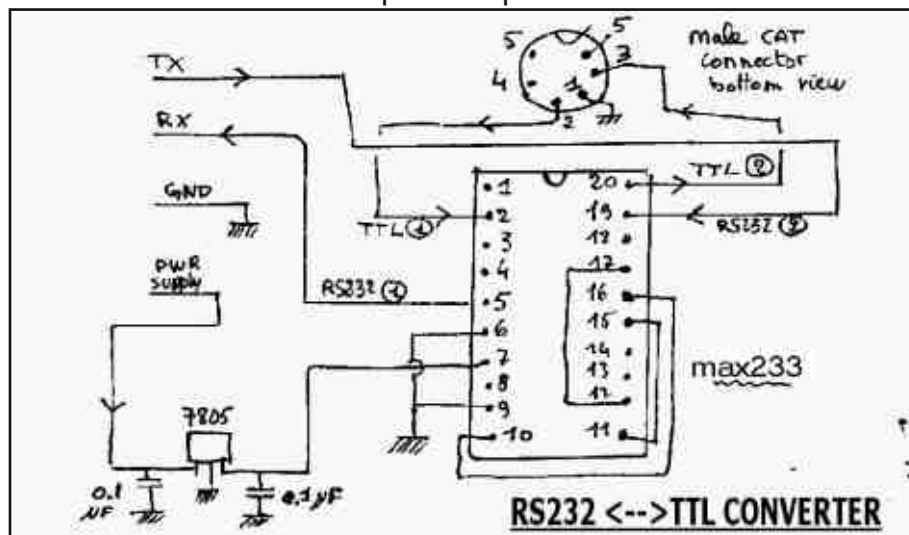 5
5
TX
4
3
1
2
male CAT
connector
bottom view
RX
TTL ②
GND
TTL ①
RS232 ②
PWR
supply
RS232 ①
1
2
3
4
5
6
7
8
9
10
20
19
18
17
16
15
14
13
12
11
max233
7805
0.1
µF
0.1µF
RS232 <-->TTL CONVERTER